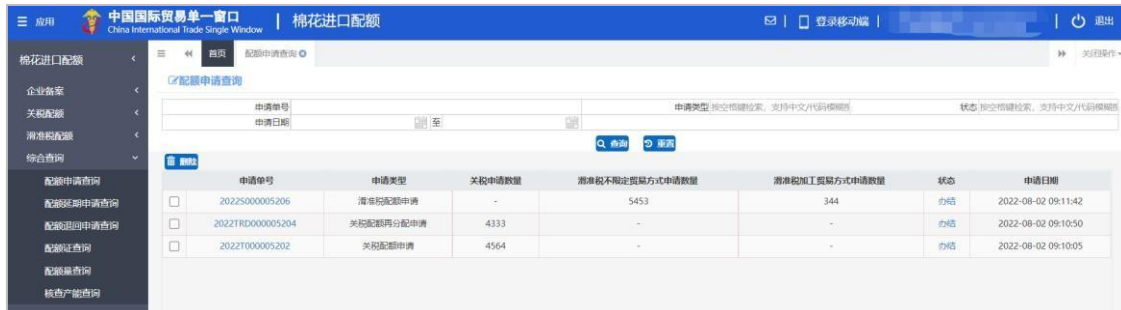 应用 中国国际贸易单一窗口 棉花进口配额 登录移动端 退出
China International Trade Single Window
棉花进口配额 首页 配额申请查询 关闭操作
配额申请查询
企业备案
关税配额
滑准税配额
综合查询
配额申请查询
配额延期申请查询
配额退回申请查询
配额证查询
配额量查询
核查产能查询
申请单号 申请类型 按空格键检索,支持中文/代码模糊 状态 按空格键检索,支持中文/代码模糊
申请日期 至
查询 重置
删除
申请单号 申请类型 关税申请数量 滑准税不限定贸易方式申请数量 滑准税加工贸易方式申请数量 状态 申请日期
2022S000005206 滑准税配额申请 - 5453 344 办结 2022-08-02 09:11:42
2022TRD000005204 关税配额再分配申请 4333 - - 办结 2022-08-02 09:10:50
2022T000005202 关税配额申请 4564 - - 办结 2022-08-02 09:10:05